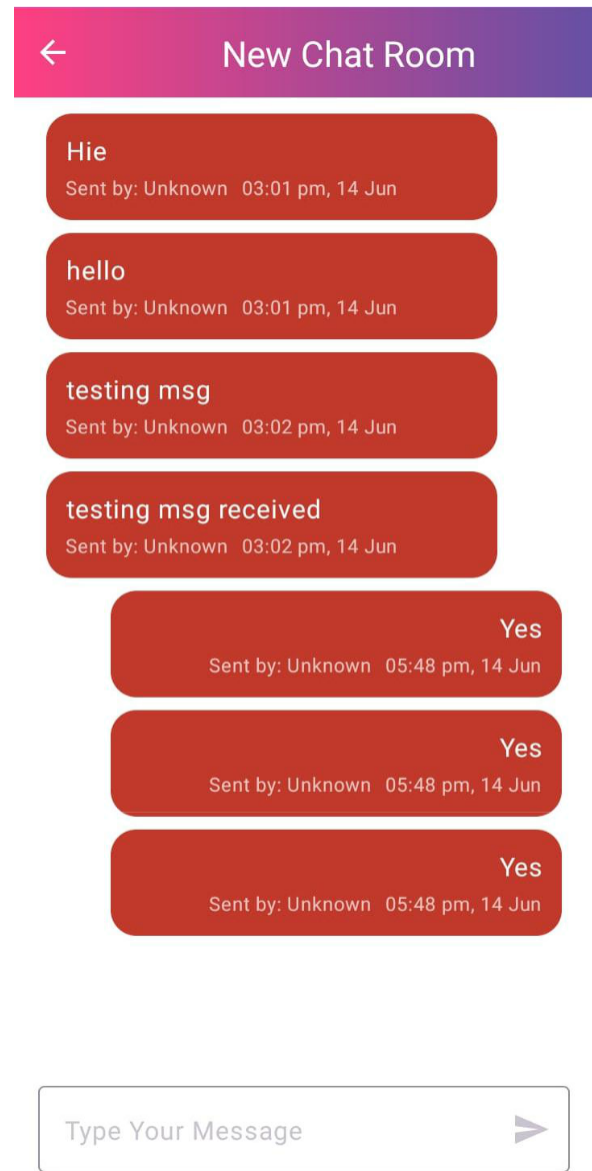 New Chat Room
Hie
Sent by: Unknown 03:01 pm, 14 Jun
hello
Sent by: Unknown 03:01 pm, 14 Jun
testing msg
Sent by: Unknown 03:02 pm, 14 Jun
testing msg received
Sent by: Unknown 03:02 pm, 14 Jun
Yes
Sent by: Unknown 05:48 pm, 14 Jun
Yes
Sent by: Unknown 05:48 pm, 14 Jun
Yes
Sent by: Unknown 05:48 pm, 14 Jun
Type Your Message